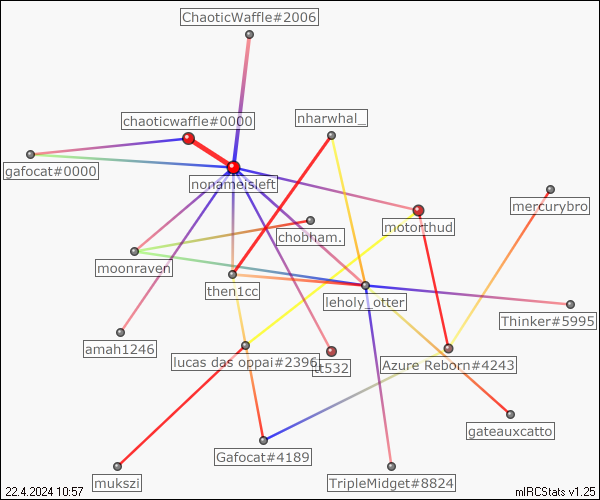 ChaoticWaffle#2006
chaoticwaffle#0000
nharwhal_
gafocat#0000
nonameisleft
mercurybro
motorthud
chobham.
moonraven
then1cc
leholy_otter
Thinker#5995
amah1246
lucas das oppai#2396
tt532
Azure Reborn#4243
gateauxcatto
Gafocat#4189
mukszi
TripleMidget#8824
22.4.2024 10:57
mIRCStats v1.25